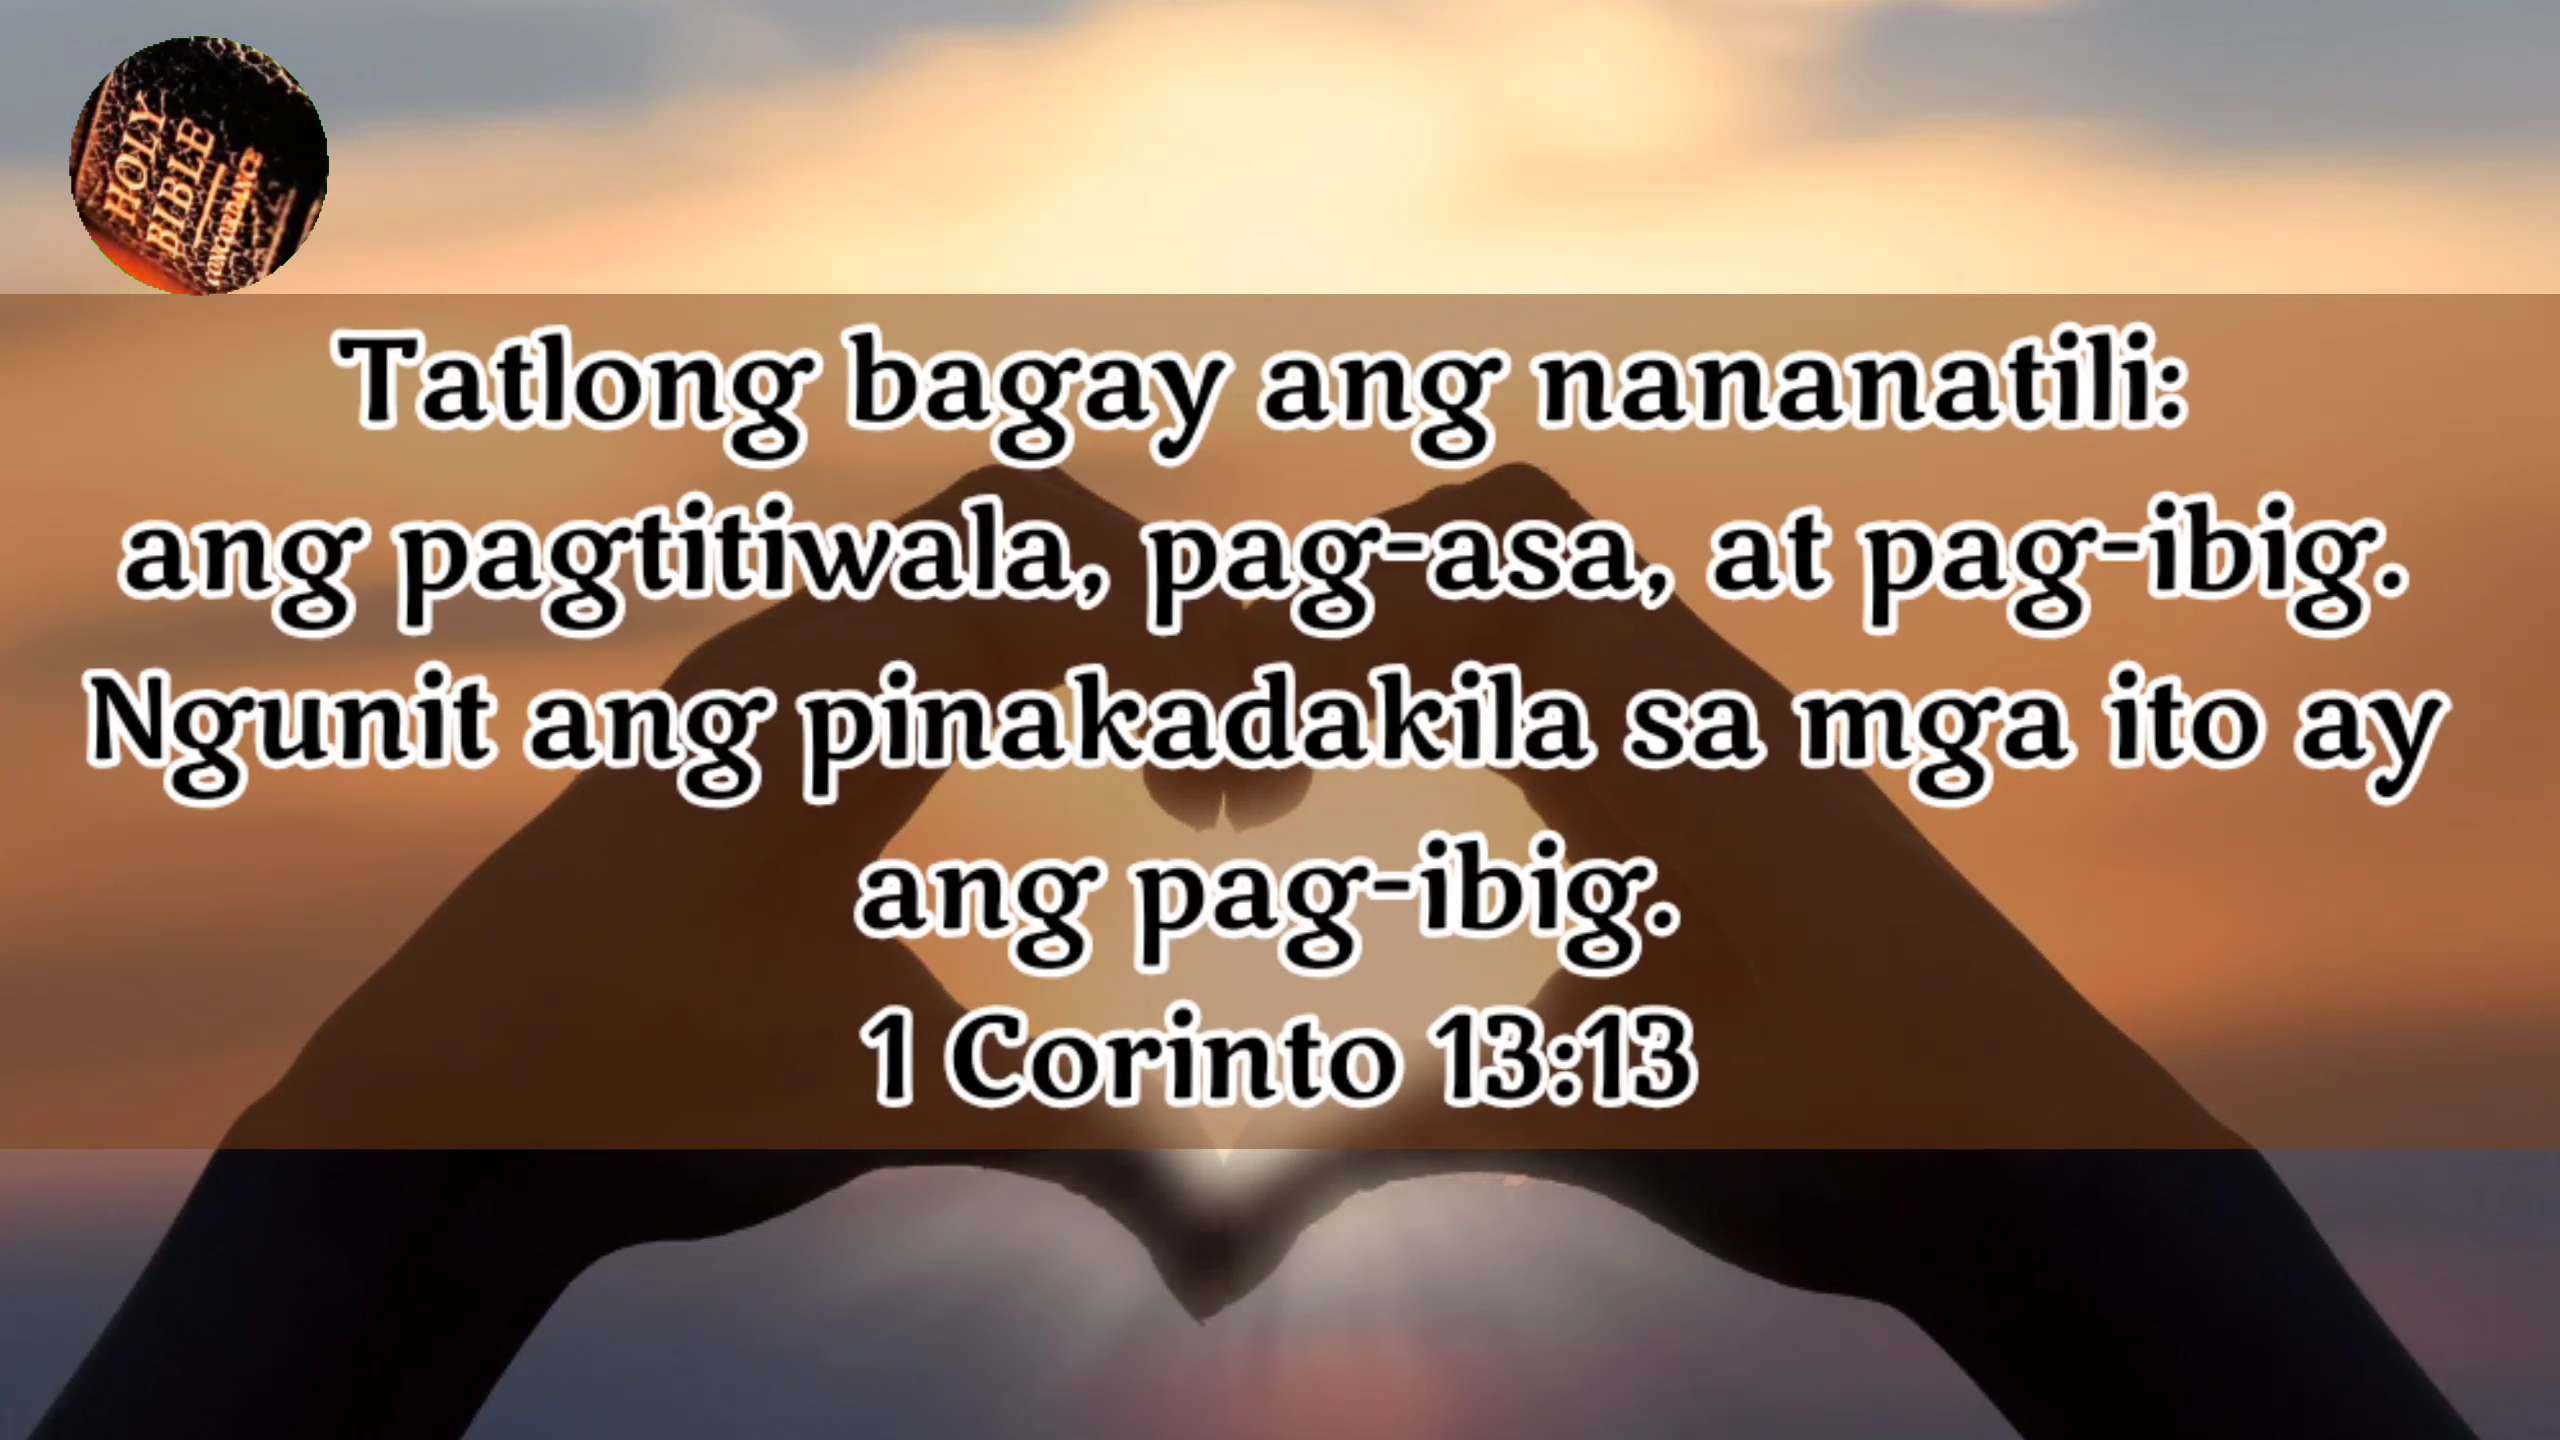 HOLY
BIBLE
CONCORDANCE
Tatlong bagay ang nananatili:
ang pagtitiwala, pag-asa, at pag-ibig.
Ngunit ang pinakadakila sa mga ito ay
ang pag-ibig.
1 Corinto 13:13